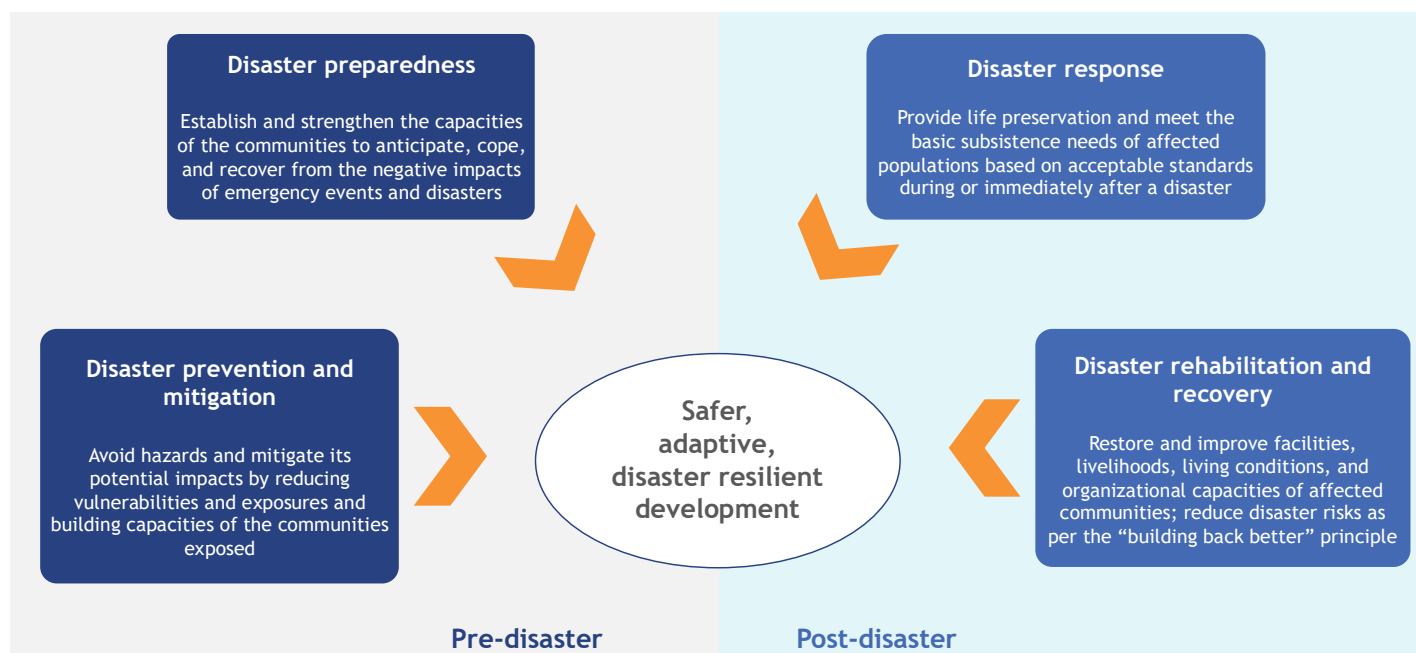 Disaster preparedness
Establish and strengthen the capacities
of the communities to anticipate, cope,
and recover from the negative impacts
of emergency events and disasters
Disaster response
Provide life preservation and meet the
basic subsistence needs of affected
populations based on acceptable standards
during or immediately after a disaster
Disaster prevention and
mitigation
Avoid hazards and mitigate its
potential impacts by reducing
vulnerabilities and exposures and
building capacities of the communities
exposed
Safer,
adaptive,
disaster resilient
development
Disaster rehabilitation and
recovery
Restore and improve facilities,
livelihoods, living conditions, and
organizational capacities of affected
communities; reduce disaster risks as
per the “building back better” principle
Pre-disaster
Post-disaster